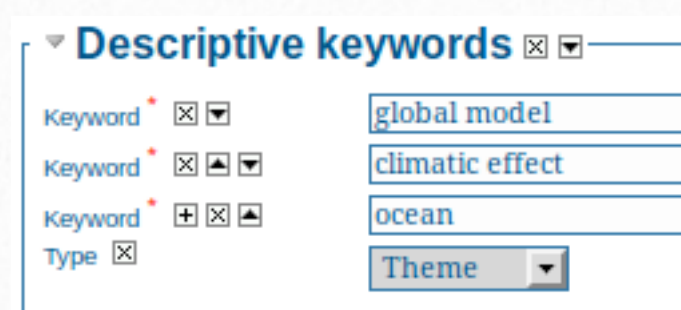 Descriptive keywords
Keyword * global model
Keyword * climatic effect
Keyword * ocean
Type Theme